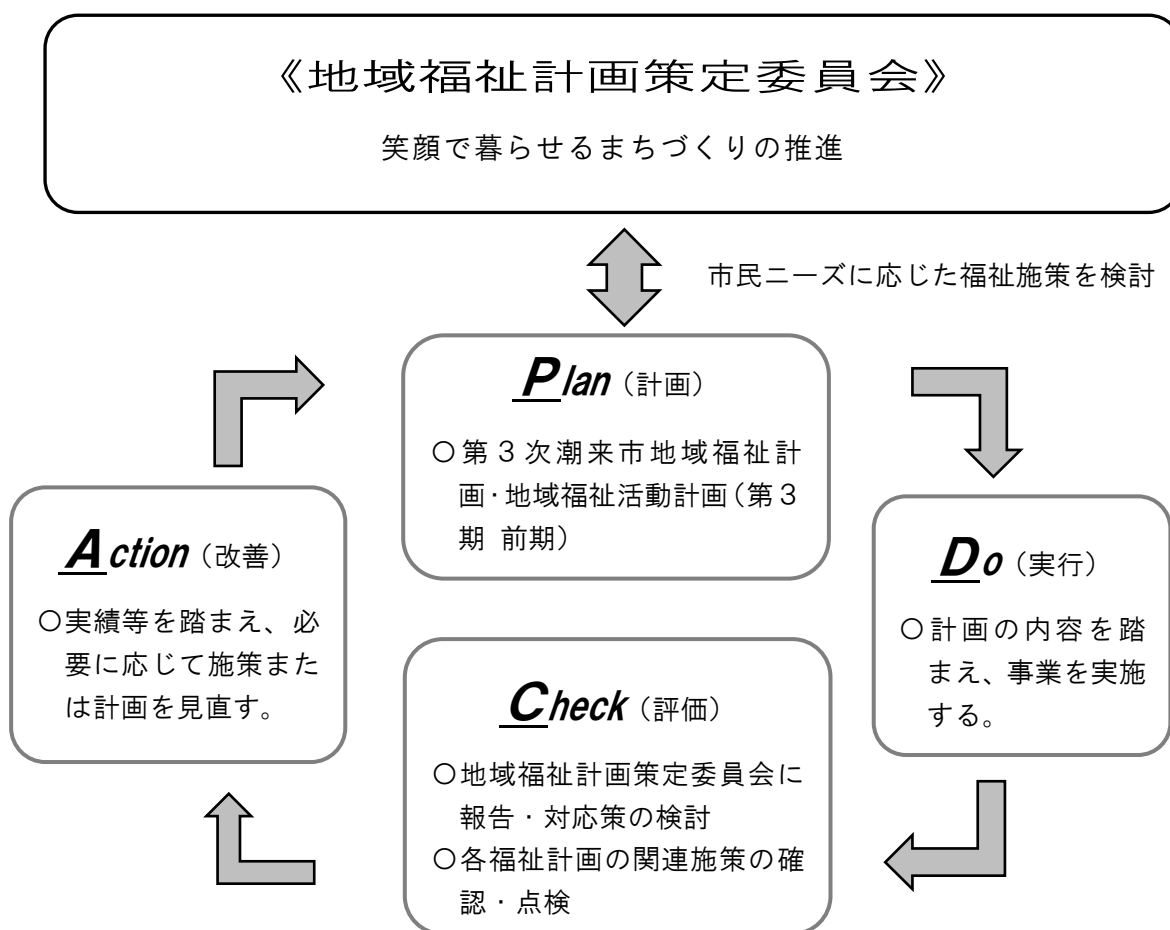 《地域福祉計画策定委員会》
笑顔で暮らせるまちづくりの推進
市民ニーズに応じた福祉施策を検討
Plan（計画）
○第３次潮来市地域福祉計
画･地域福祉活動計画（第３
期 前期）
Do（実行）
○計画の内容を踏
まえ、事業を実施
する。
Check（評価）
○地域福祉計画策定委員会に
報告・対応策の検討
○各福祉計画の関連施策の確
認・点検
Action（改善）
○実績等を踏まえ、必
要に応じて施策また
は計画を見直す。